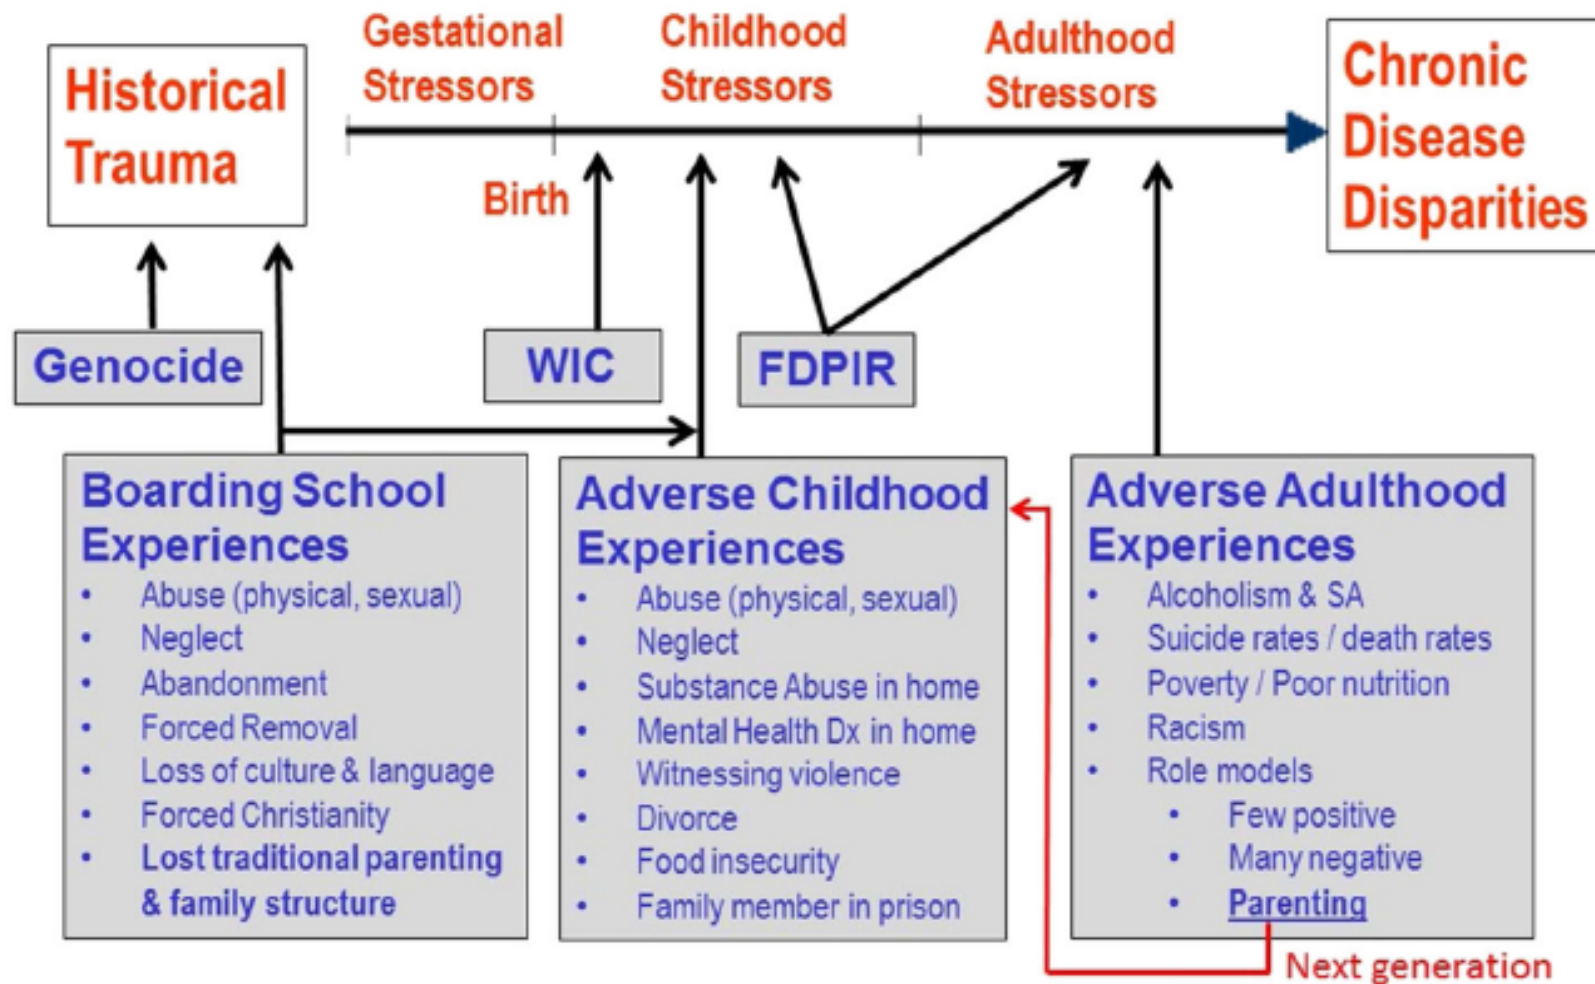 Historical
Trauma
Gestational
Stressors
Childhood
Stressors
Adulthood
Stressors
Chronic
Disease
Disparities
Birth
Genocide
WIC
FDPIR
Boarding School
Experiences
• Abuse (physical, sexual)
• Neglect
• Abandonment
• Forced Removal
• Loss of culture & language
• Forced Christianity
• Lost traditional parenting
& family structure
Adverse Childhood
Experiences
• Abuse (physical, sexual)
• Neglect
• Substance Abuse in home
• Mental Health Dx in home
• Witnessing violence
• Divorce
• Food insecurity
• Family member in prison
Adverse Adulthood
Experiences
• Alcoholism & SA
• Suicide rates / death rates
• Poverty / Poor nutrition
• Racism
• Role models
• Few positive
• Many negative
• Parenting
Next generation